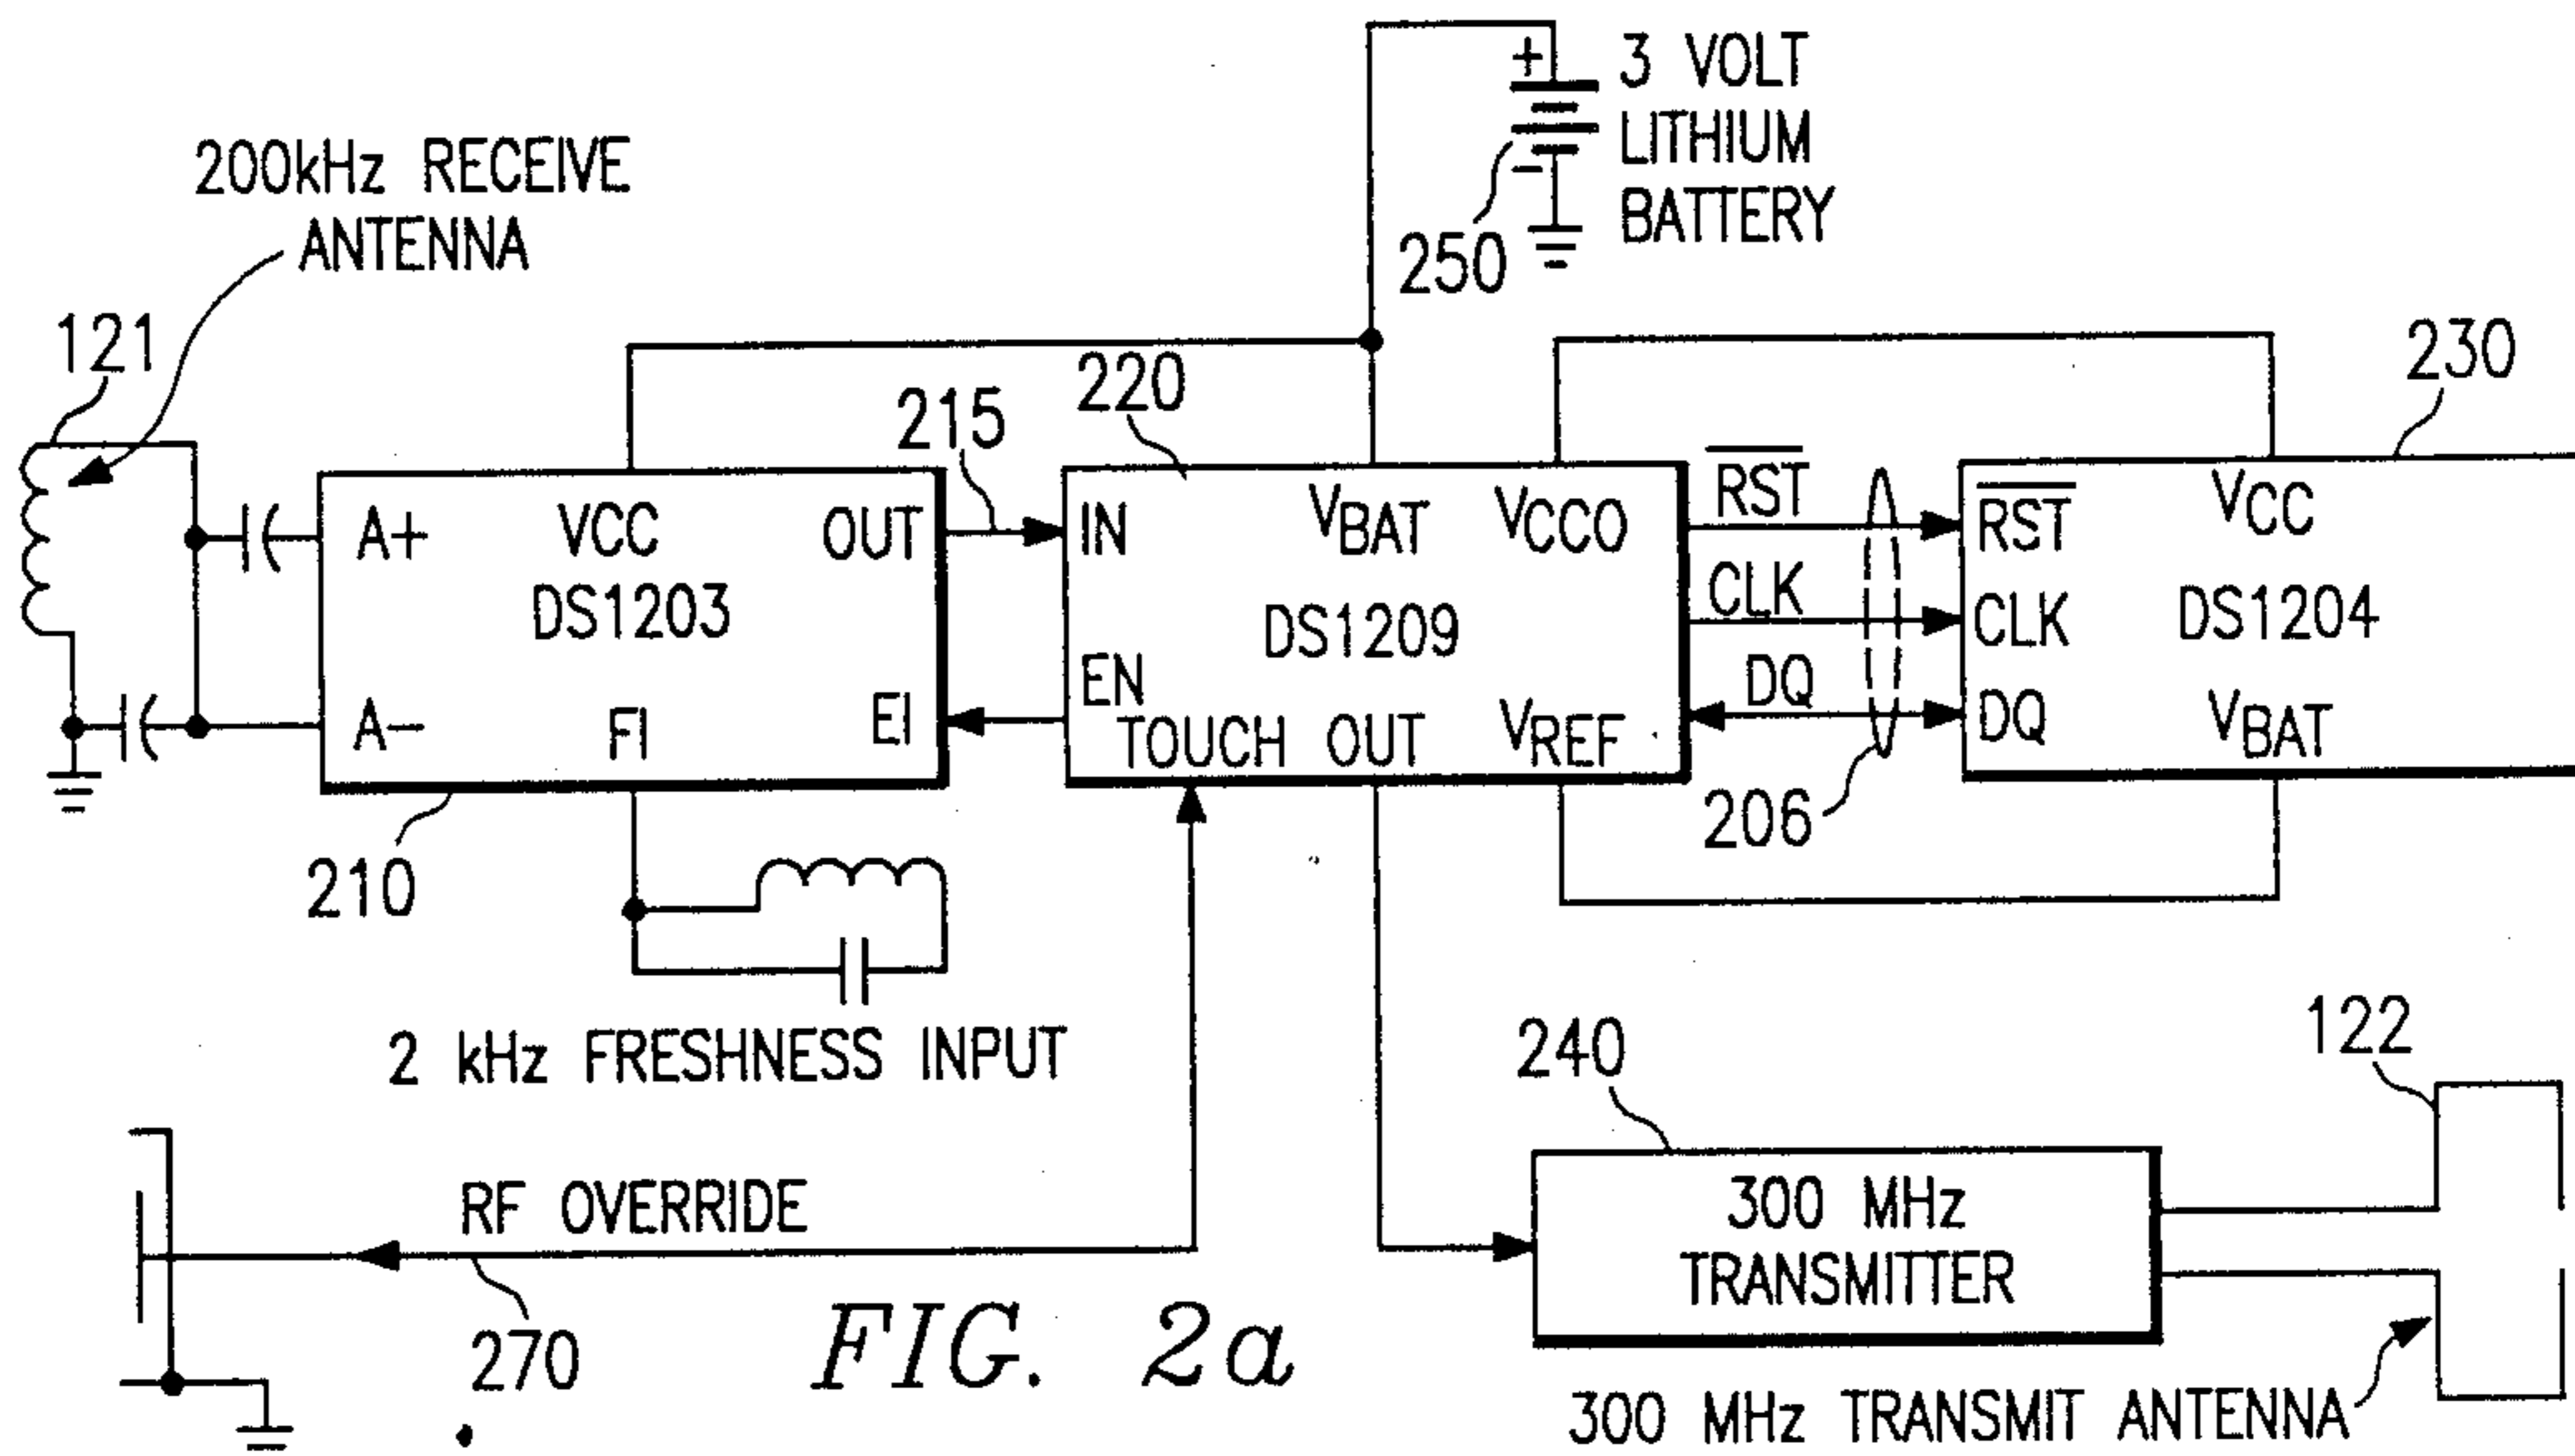 3 VOLT
LITHIUM
BATTERY
+
-
250
200kHz RECEIVE
ANTENNA
121
215
220
230
A+
VCC
OUT
DS1203
A-
FI
EI
210
IN
VBAT
VCCO
DS1209
EN
TOUCH
OUT
VREF
RST
CLK
DQ
206
RST
VCC
CLK
DS1204
DQ
VBAT
2 kHz FRESHNESS INPUT
RF OVERRIDE
270
240
300 MHz
TRANSMITTER
122
300 MHz TRANSMIT ANTENNA
FIG. 2a